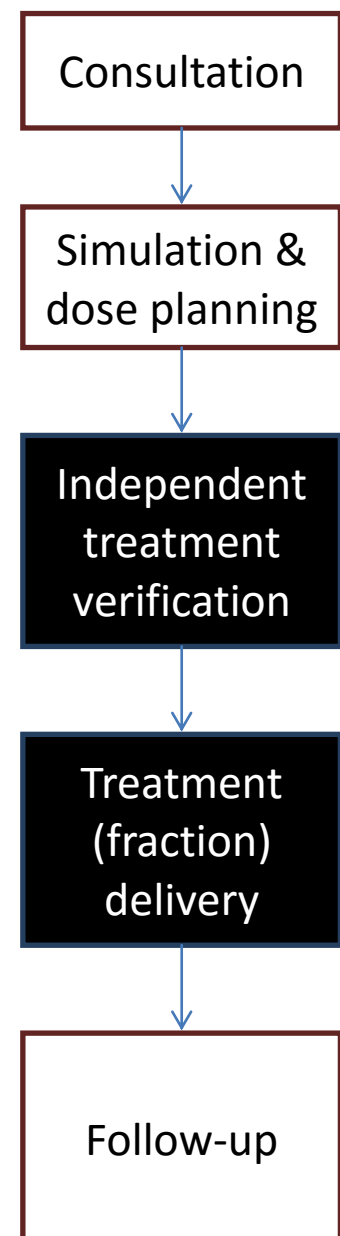 Consultation
Simulation &
dose planning
Independent
treatment
verification
Treatment
(fraction)
delivery
Follow-up